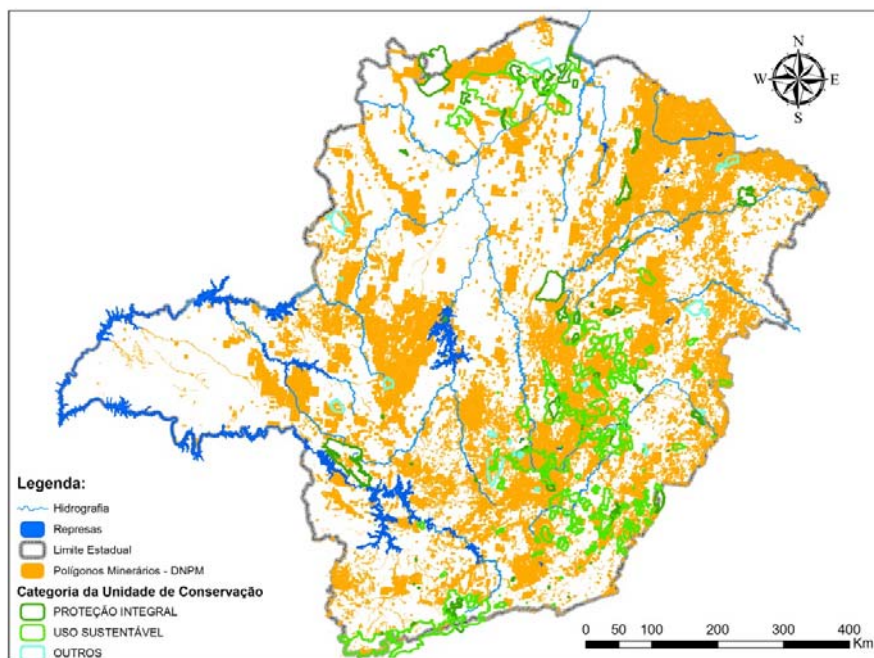 N
W E
S
Legenda:
Hidrografia
Represas
Limite Estadual
Polígonos Minerários - DNPM
Categoria da Unidade de Conservação
PROTEÇÃO INTEGRAL
USO SUSTENTÁVEL
OUTROS
0 50 100 200 300 400
Km